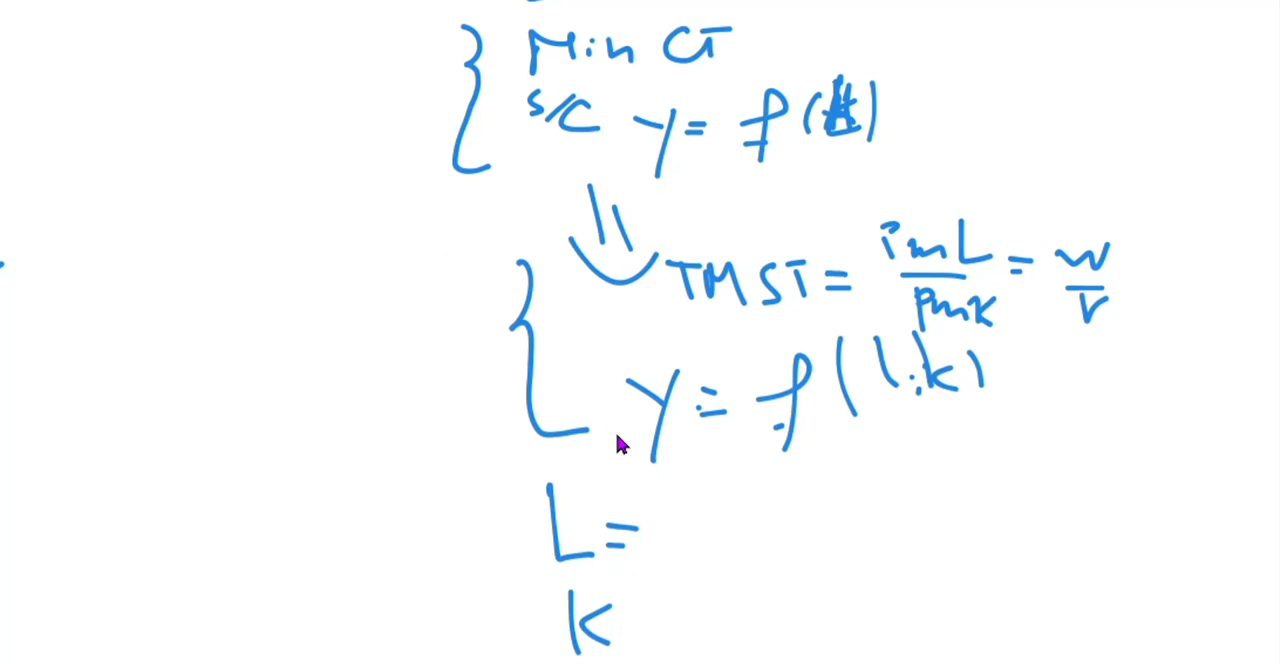 Min CT
s/c y = f(
TMST = PmL/PmK = w/r
y = f(L;K)
L =
K